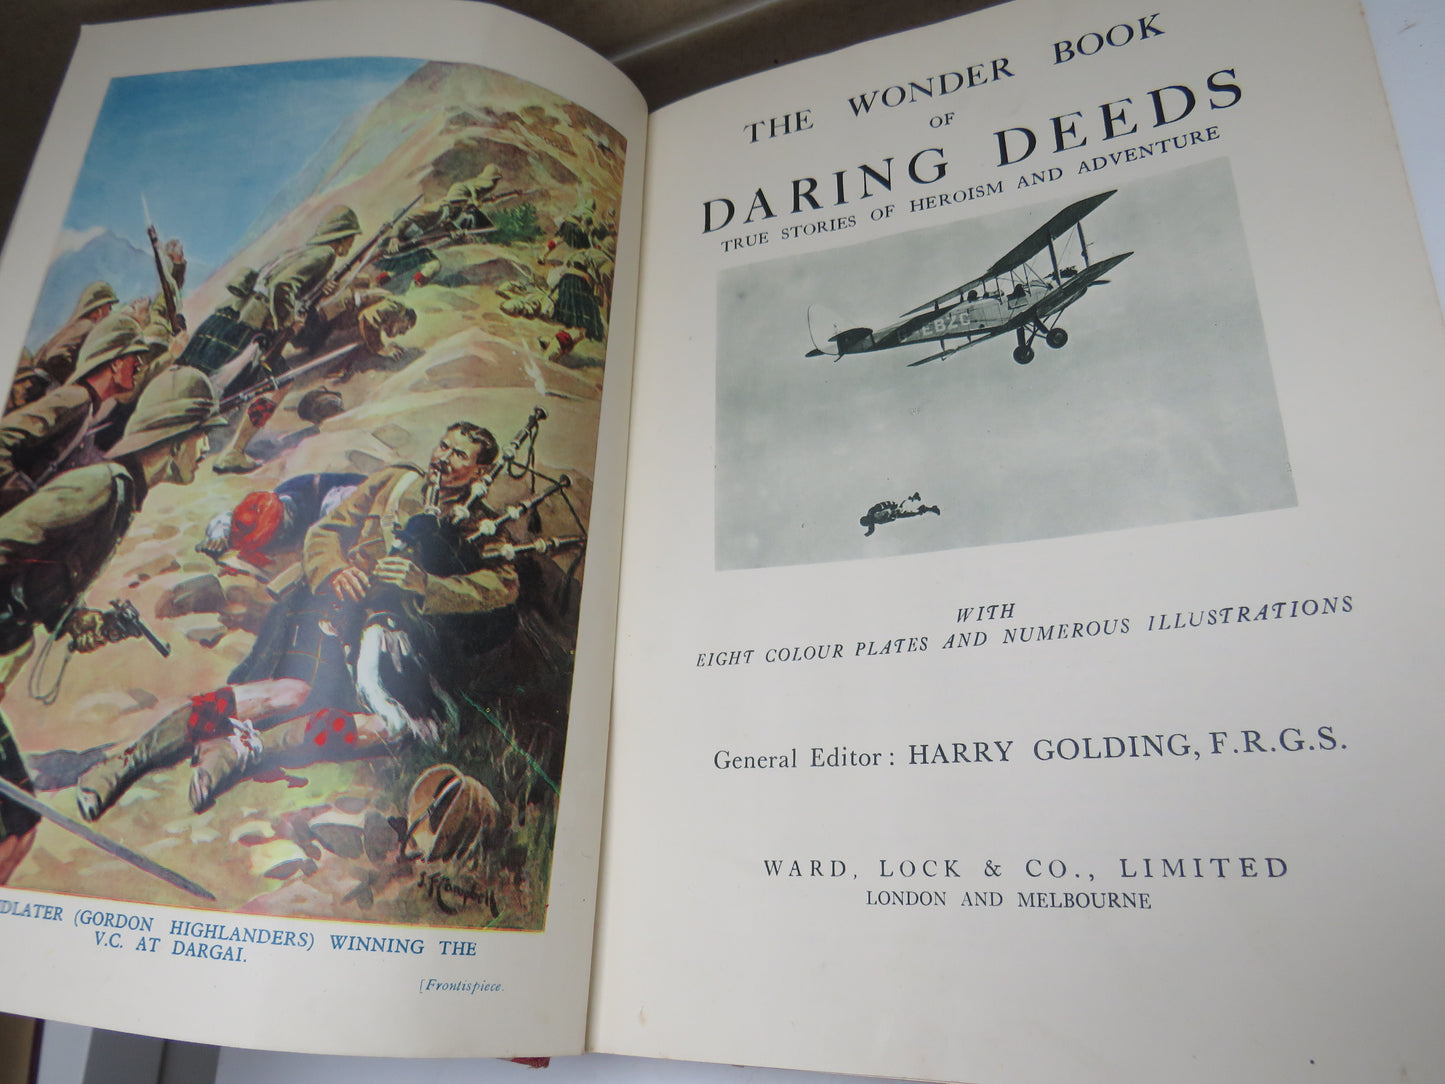 (GORDON HIGHLANDERS) WINNING THE
V.C. AT DARGAI.
[Frontispiece.
THE WONDER BOOK
OF
DARING DEEDS
TRUE STORIES OF HEROISM AND ADVENTURE
EBZC
WITH
EIGHT COLOUR PLATES AND NUMEROUS ILLUSTRATIONS
General Editor: HARRY GOLDING, F.R.G.S.
WARD, LOCK & CO., LIMITED
LONDON AND MELBOURNE